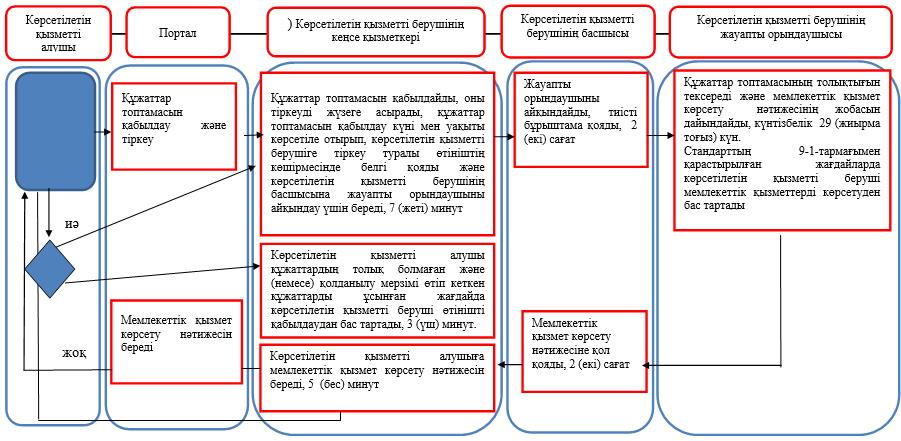 Көрсетілетін
қызметті
алушы
Портал
) Көрсетілетін қызметті берушінің
кеңсе қызметкері
Көрсетілетін қызметті
берушінің басшысы
Көрсетілетін қызметті берушінің
жауапты орындаушысы
Құжаттар
топтамасын
қабылдау және
тіркеу
Құжаттар топтамасын қабылдайды, оны
тіркеуді жүзеге асырады, құжаттар
топтамасын қабылдау күні мен уақыты
көрсетіле отырып, көрсетілетін қызметті
берушіге тіркеу туралы өтініштің
көшірмесінде белгі қояды және
көрсетілетін қызметті берушінің
басшысына жауапты орындаушыны
айқындау үшін береді, 7 (жеті) минут
Жауапты
орындаушыны
айқындайды, тиісті
бұрыштама қояды, 2
(екі) сағат
Құжаттар топтамасының толықтығын
тексереді және мемлекеттік қызмет
көрсету нәтижесінің жобасын
дайындайды, күнтізбелік 29 (жиырма
тоғыз) күн.
Стандарттың 9-1-тармағымен
қарастырылған жағдайларда
көрсетілетін қызметті беруші
мемлекеттік қызметтерді көрсетуден
бас тартады
иә
Көрсетілетін қызметті алушы
құжаттардың толық болмаған және
(немесе) қолданылу мерзімі өтіп кеткен
құжаттарды ұсынған жағдайда
көрсетілетін қызметті беруші өтінішті
қабылдаудан бас тартады, 3 (үш) минут.
Мемлекеттік қызмет
көрсету нәтижесін
береді
Мемлекеттік
қызмет көрсету
нәтижесіне қол
қояды, 2 (екі) сағат
жоқ
Көрсетілетін қызметті алушыға
мемлекеттік қызмет көрсету нәтижесін
береді, 5 (бес) минут